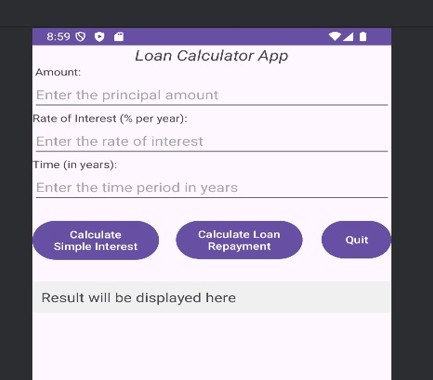 8:59
Loan Calculator App
Amount:
Enter the principal amount
Rate of Interest (% per year):
Enter the rate of interest
Time (in years):
Enter the time period in years
Calculate
Simple Interest
Calculate Loan
Repayment
Quit
Result will be displayed here